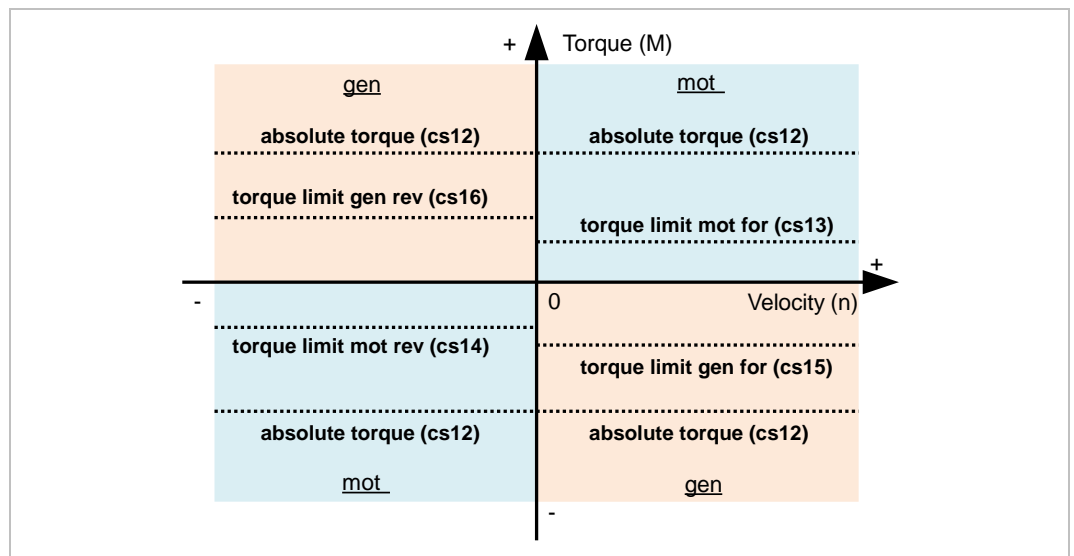 + Torque (M)
gen mot
absolute torque (cs12) absolute torque (cs12)
torque limit gen rev (cs16)
torque limit mot for (cs13)
+
- 0 Velocity (n)
torque limit mot rev (cs14)
torque limit gen for (cs15)
absolute torque (cs12) absolute torque (cs12)
mot gen
-